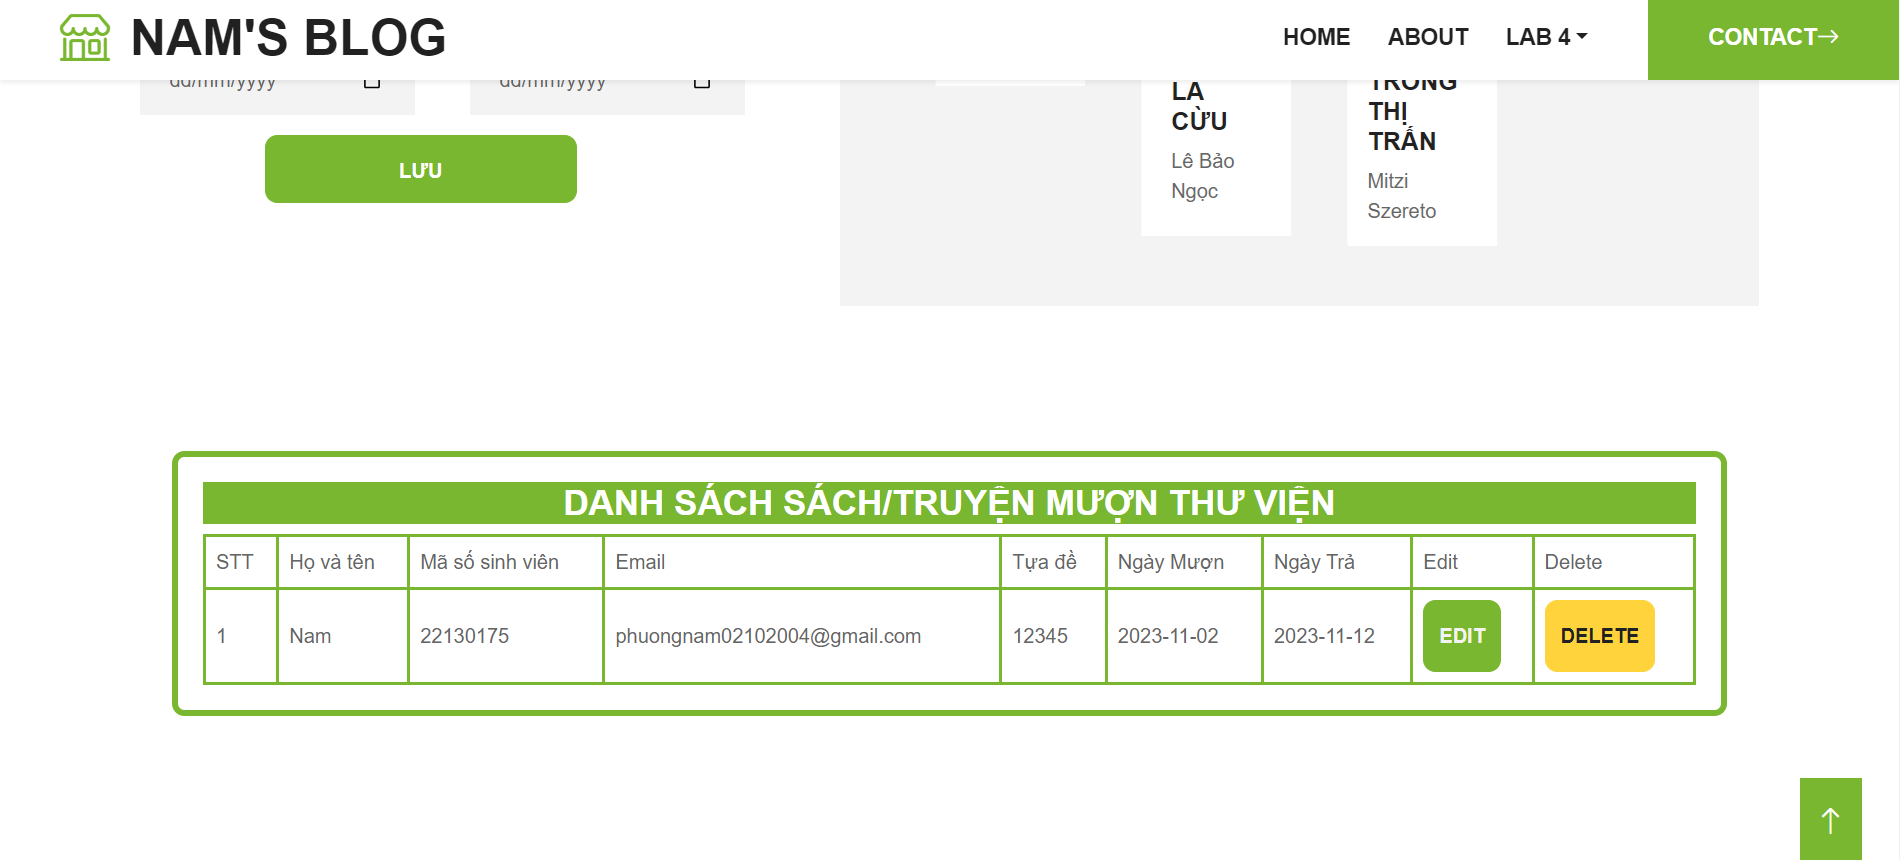 NAM'S BLOG
HOME
ABOUT
LAB 4
CONTACT
dd/mm/yyyy
dd/mm/yyyy
LƯU
LA
CỪU
Lê Bảo
Ngọc
TRONG
THỊ
TRẤN
Mitzi
Szereto
DANH SÁCH SÁCH/TRUYỆN MƯỢN THƯ VIỆN
STT Họ và tên Mã số sinh viên Email Tựa đề Ngày Mượn Ngày Trả Edit Delete
1 Nam 22130175 phuongnam02102004@gmail.com 12345 2023-11-02 2023-11-12 EDIT DELETE